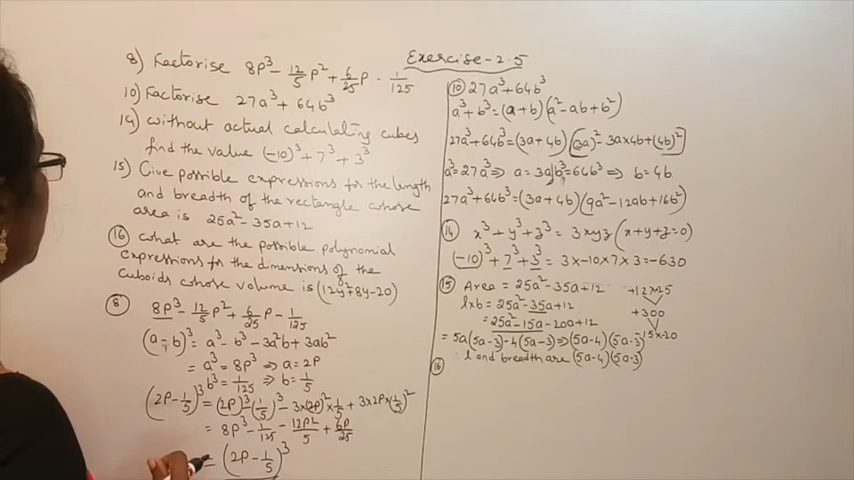 Exercise-2.5
8) Factorise 8P³ - 12/5 P² + 6/25 P - 1/125
10) Factorise 27a³ + 64b³
14) without actual calculating cubes
find the value (-10)³ + 7³ + 3³
15) Give possible expressions for the length
and breadth of the rectangle whose
area is 25a² - 35a + 12
16) what are the possible polynomial
expressions for the dimensions of the
cuboids whose volume is (12y² + 8y - 20)
8) 8P³ - 12/5 P² + 6/25 P - 1/125
(a - b)³ = a³ - b³ - 3a²b + 3ab²
= a³ = 8P³ ⇒ a = 2P
b³ = 1/125 ⇒ b = 1/5
(2P - 1/5)³ = (2P)³ - (1/5)³ - 3×(2P)² × 1/5 + 3×2P×(1/5)²
= 8P³ - 1/125 - 12P²/5 + 6P/25
= (2P - 1/5)³
10) 27a³ + 64b³
a³ + b³ = (a + b)(a² - ab + b²)
27a³ + 64b³ = (3a + 4b)((3a)² - 3a×4b + (4b)²)
a³ = 27a³ ⇒ a = 3a | b³ = 64b³ ⇒ b = 4b
27a³ + 64b³ = (3a + 4b)(9a² - 12ab + 16b²)
14) x³ + y³ + z³ = 3xyz (x + y + z = 0)
(-10)³ + 7³ + 3³ = 3×-10×7×3 = -630
15) Area = 25a² - 35a + 12
l×b = 25a² - 35a + 12
= 25a² - 15a - 20a + 12
= 5a(5a-3) - 4(5a-3) ⇒ (5a-4)(5a-3)
∴ l and breadth are (5a-4)(5a-3)
+12×25
+300
-15×-20
16)